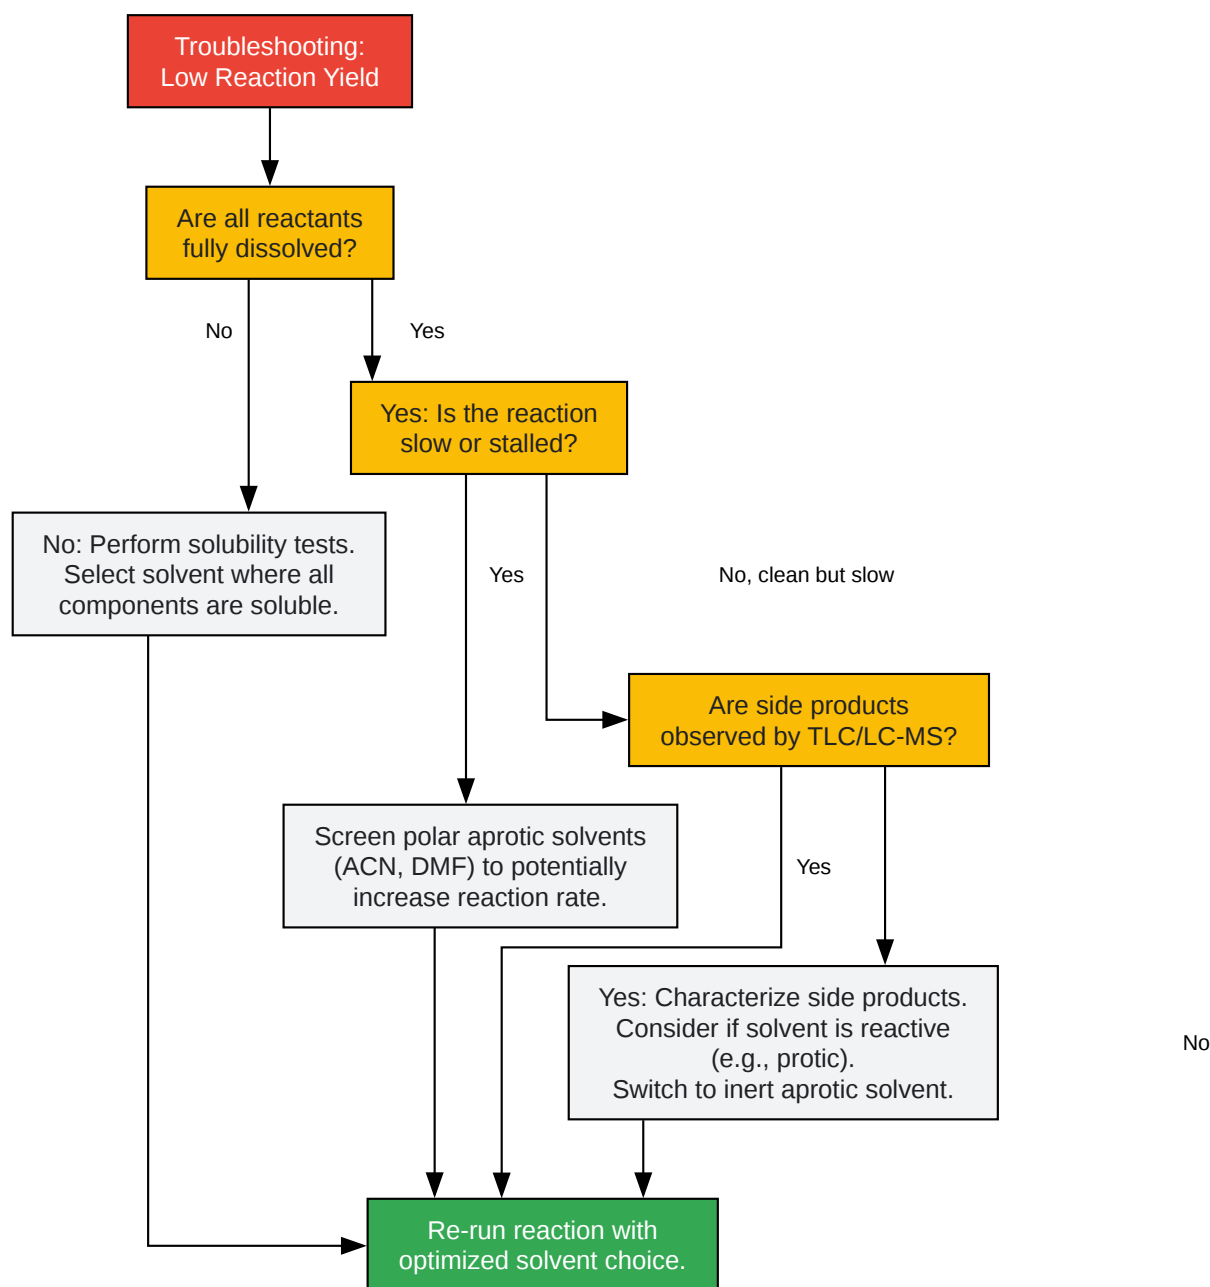 Troubleshooting:
Low Reaction Yield
Are all reactants
fully dissolved?
No
Yes
Yes: Is the reaction
slow or stalled?
No: Perform solubility tests.
Select solvent where all
components are soluble.
Yes
No, clean but slow
Are side products
observed by TLC/LC-MS?
Screen polar aprotic solvents
(ACN, DMF) to potentially
increase reaction rate.
Yes
Yes: Characterize side products.
Consider if solvent is reactive
(e.g., protic).
Switch to inert aprotic solvent.
No
Re-run reaction with
optimized solvent choice.